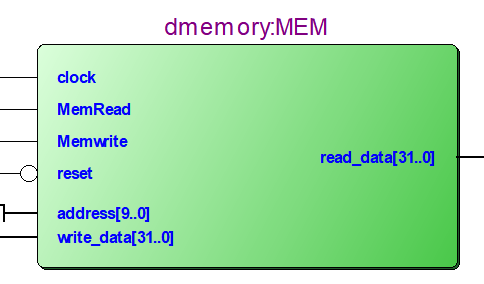 dmemory:MEM
clock
MemRead
Memwrite
reset
address[9..0]
write_data[31..0]
read_data[31..0]